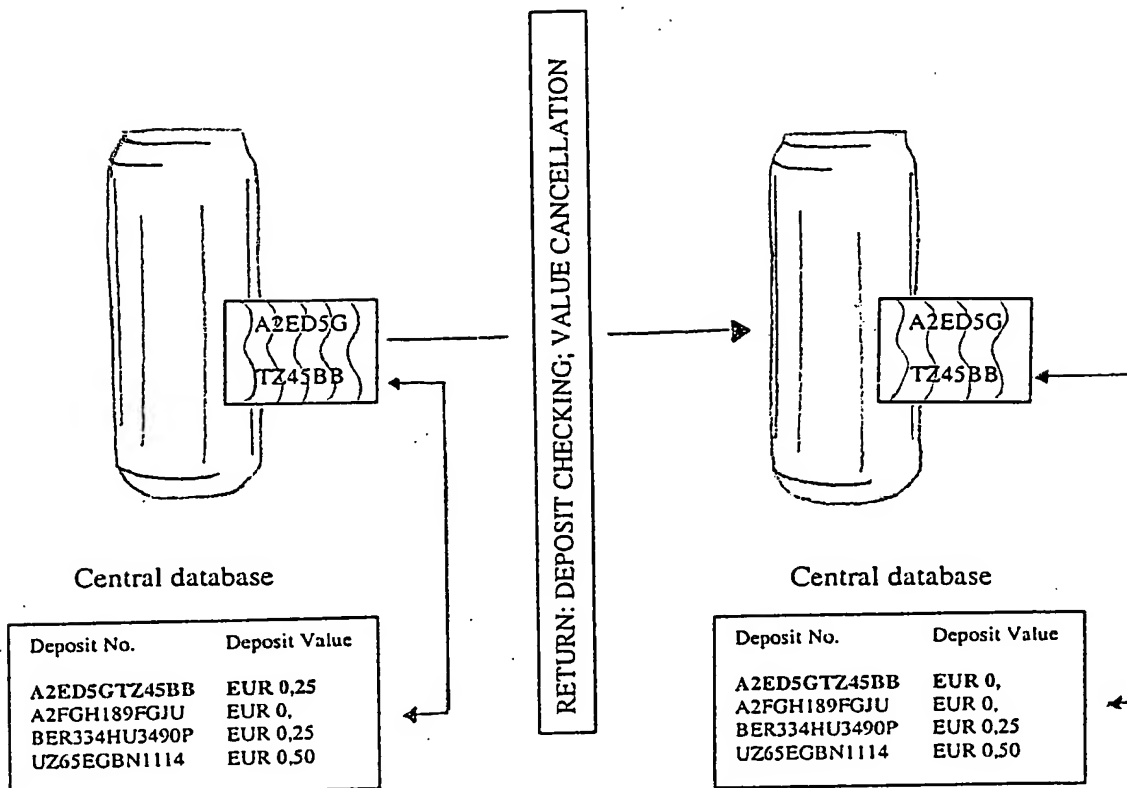 A2ED5G
TZ45BB
RETURN: DEPOSIT CHECKING; VALUE CANCELLATION
A2ED5G
TZ45BB
Central database
Deposit No. Deposit Value
A2ED5GTZ45BB EUR 0,25
A2FGH189FGJU EUR 0,
BER334HU3490P EUR 0,25
UZ65EGBN1114 EUR 0,50
Central database
Deposit No. Deposit Value
A2ED5GTZ45BB EUR 0,
A2FGH189FGJU EUR 0,
BER334HU3490P EUR 0,25
UZ65EGBN1114 EUR 0,50